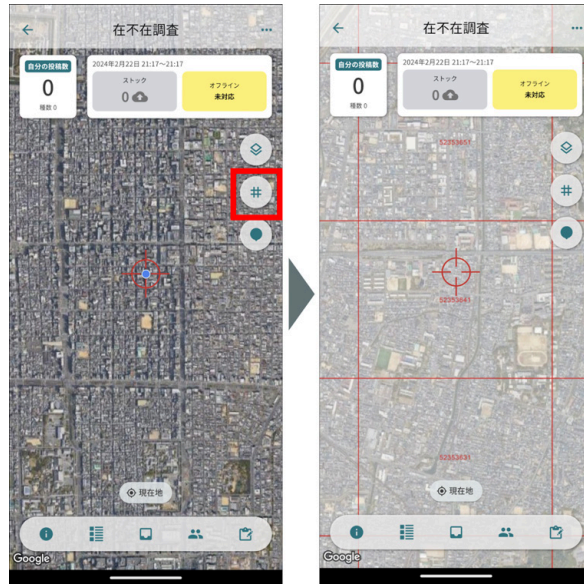 在不在調査
自分の投稿数
0
種数 0
2024年2月22日 21:17〜21:17
ストック
0
オフライン
未対応
現在地
Google
在不在調査
自分の投稿数
0
種数 0
2024年2月22日 21:17〜21:17
ストック
0
オフライン
未対応
52353651
52353641
52353631
現在地
Google